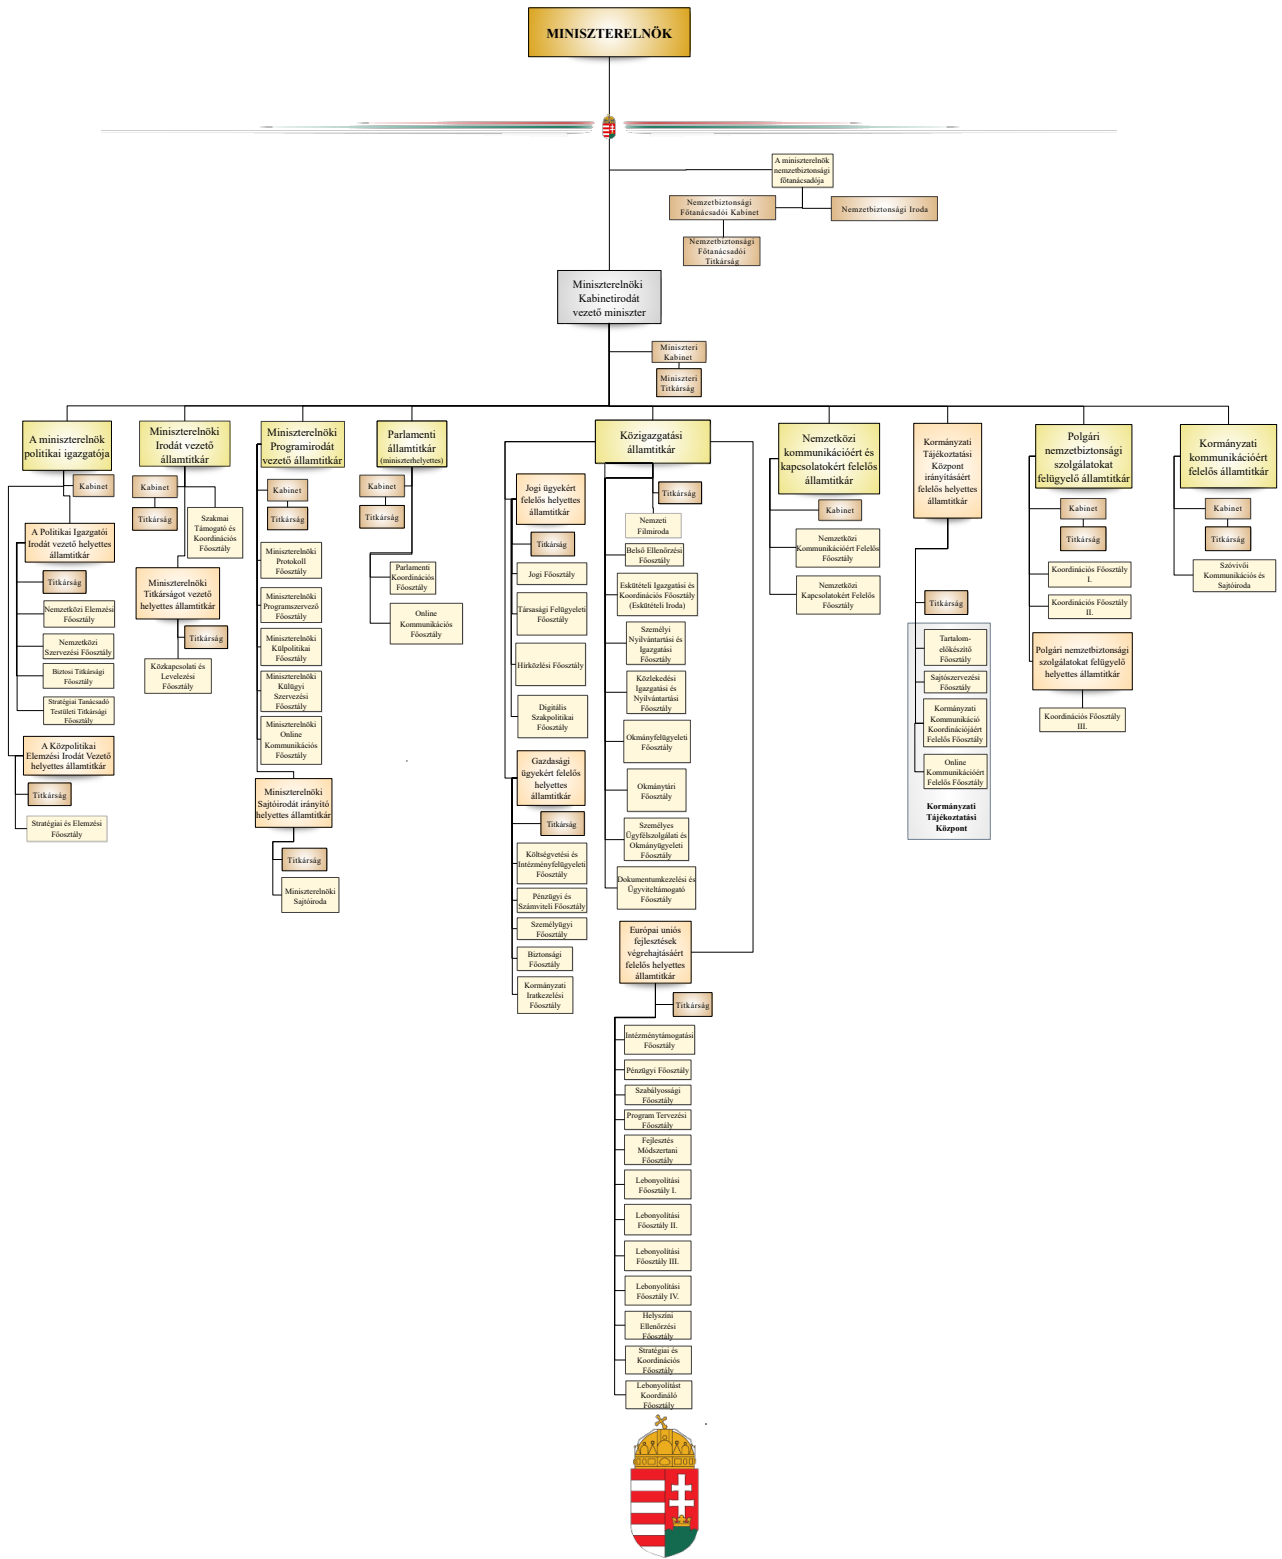 MINISZTERELNÖK
A miniszterelnök
nemzetbiztonsági
főtanácsadója
Nemzetbiztonsági
Főtanácsadói Kabinet
Nemzetbiztonsági Iroda
Nemzetbiztonsági
Főtanácsadói
Titkárság
Miniszterelnöki
Kabinetirodát
vezető miniszter
Miniszteri
Kabinet
Miniszteri
Titkárság
A miniszterelnök
politikai igazgatója
Kabinet
A Politikai Igazgatói
Irodát vezető helyettes
államtitkár
Titkárság
Nemzetközi Elemzési
Főosztály
Nemzetközi
Szervezési Főosztály
Biztosi Titkársági
Főosztály
Stratégiai Tanácsadó
Testületi Titkársági
Főosztály
A Közpolitikai
Elemzési Irodát Vezető
helyettes államtitkár
Titkárság
Stratégiai és Elemzési
Főosztály
Miniszterelnöki
Irodát vezető
államtitkár
Kabinet
Titkárság
Szakmai
Támogató és
Koordinációs
Főosztály
Miniszterelnöki
Titkárságot vezető
helyettes államtitkár
Titkárság
Közkapcsolati és
Levelezési
Főosztály
Miniszterelnöki
Programirodát
vezető államtitkár
Kabinet
Titkárság
Miniszterelnöki
Protokoll
Főosztály
Miniszterelnöki
Programszervező
Főosztály
Miniszterelnöki
Külpolitikai
Főosztály
Miniszterelnöki
Külügyi
Szervezési
Főosztály
Miniszterelnöki
Online
Kommunikációs
Főosztály
Miniszterelnöki
Sajtóirodát irányító
helyettes államtitkár
Titkárság
Miniszterelnöki
Sajtóiroda
Parlamenti
államtitkár
(miniszterhelyettes)
Kabinet
Titkárság
Parlamenti
Koordinációs
Főosztály
Online
Kommunikációs
Főosztály
Közigazgatási
államtitkár
Jogi ügyekért
felelős helyettes
államtitkár
Titkárság
Jogi Főosztály
Társasági Felügyeleti
Főosztály
Hírközlési Főosztály
Digitális
Szakpolitikai
Főosztály
Gazdasági
ügyekért felelős
helyettes
államtitkár
Titkárság
Költségvetési és
Intézményfelügyeleti
Főosztály
Pénzügyi és
Számviteli Főosztály
Személyügyi
Főosztály
Biztonsági
Főosztály
Kormányzati
Iratkezelési
Főosztály
Titkárság
Nemzeti
Filmiroda
Belső Ellenőrzési
Főosztály
Eskütételi Igazgatási és
Koordinációs Főosztály
(Eskütételi Iroda)
Személyi
Nyilvántartási és
Igazgatási
Főosztály
Közlekedési
Igazgatási és
Nyilvántartási
Főosztály
Okmányfelügyeleti
Főosztály
Okmánytári
Főosztály
Személyes
Ügyfélszolgálati és
Okmányügyeleti
Főosztály
Dokumentumkezelési és
Ügyviteltámogató
Főosztály
Európai uniós
fejlesztések
végrehajtásáért
felelős helyettes
államtitkár
Titkárság
Intézménytámogatási
Főosztály
Pénzügyi Főosztály
Szabályossági
Főosztály
Program Tervezési
Főosztály
Fejlesztés
Módszertani
Főosztály
Lebonyolítási
Főosztály I.
Lebonyolítási
Főosztály II.
Lebonyolítási
Főosztály III.
Lebonyolítási
Főosztály IV.
Helyszíni
Ellenőrzési
Főosztály
Stratégiai és
Koordinációs
Főosztály
Lebonyolítást
Koordináló
Főosztály
Nemzetközi
kommunikációért és
kapcsolatokért felelős
államtitkár
Kabinet
Nemzetközi
Kommunikációért Felelős
Főosztály
Nemzetközi
Kapcsolatokért Felelős
Főosztály
Kormányzati
Tájékoztatási
Központ
irányításáért
felelős helyettes
államtitkár
Titkárság
Tartalom-
előkészítő
Főosztály
Sajtószervezési
Főosztály
Kormányzati
Kommunikáció
Koordinációjáért
Felelős Főosztály
Online
Kommunikációért
Felelős Főosztály
Kormányzati
Tájékoztatási
Központ
Polgári
nemzetbiztonsági
szolgálatokat
felügyelő államtitkár
Kabinet
Titkárság
Koordinációs Főosztály
I.
Koordinációs Főosztály
II.
Polgári nemzetbiztonsági
szolgálatokat felügyelő
helyettes államtitkár
Koordinációs Főosztály
III.
Kormányzati
kommunikációért
felelős államtitkár
Kabinet
Titkárság
Szóvivői
Kommunikációs és
Sajtóiroda